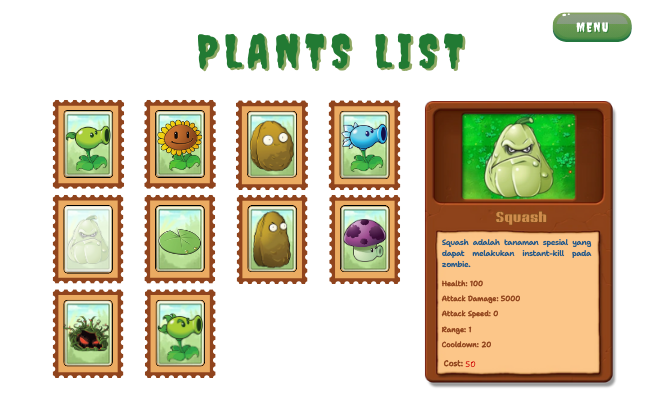 PLANTS LIST
MENU
Squash
Squash adalah tanaman spesial yang
dapat melakukan instant-kill pada
zombie.
Health: 100
Attack Damage: 5000
Attack Speed: 0
Range: 1
Cooldown: 20
Cost: 50